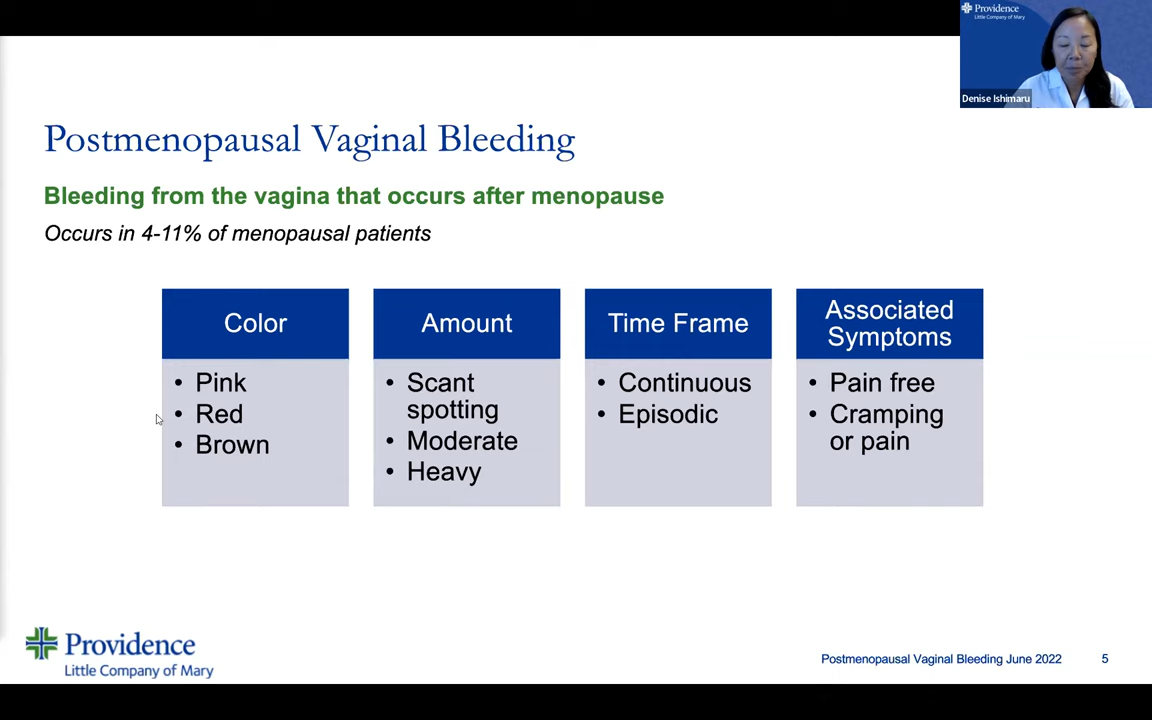 Providence
Little Company of Mary
Denise Ishimaru
Postmenopausal Vaginal Bleeding
Bleeding from the vagina that occurs after menopause
Occurs in 4-11% of menopausal patients
Color
• Pink
• Red
• Brown
Amount
• Scant
spotting
• Moderate
• Heavy
Time Frame
• Continuous
• Episodic
Associated
Symptoms
• Pain free
• Cramping
or pain
Providence
Little Company of Mary
Postmenopausal Vaginal Bleeding June 2022
5